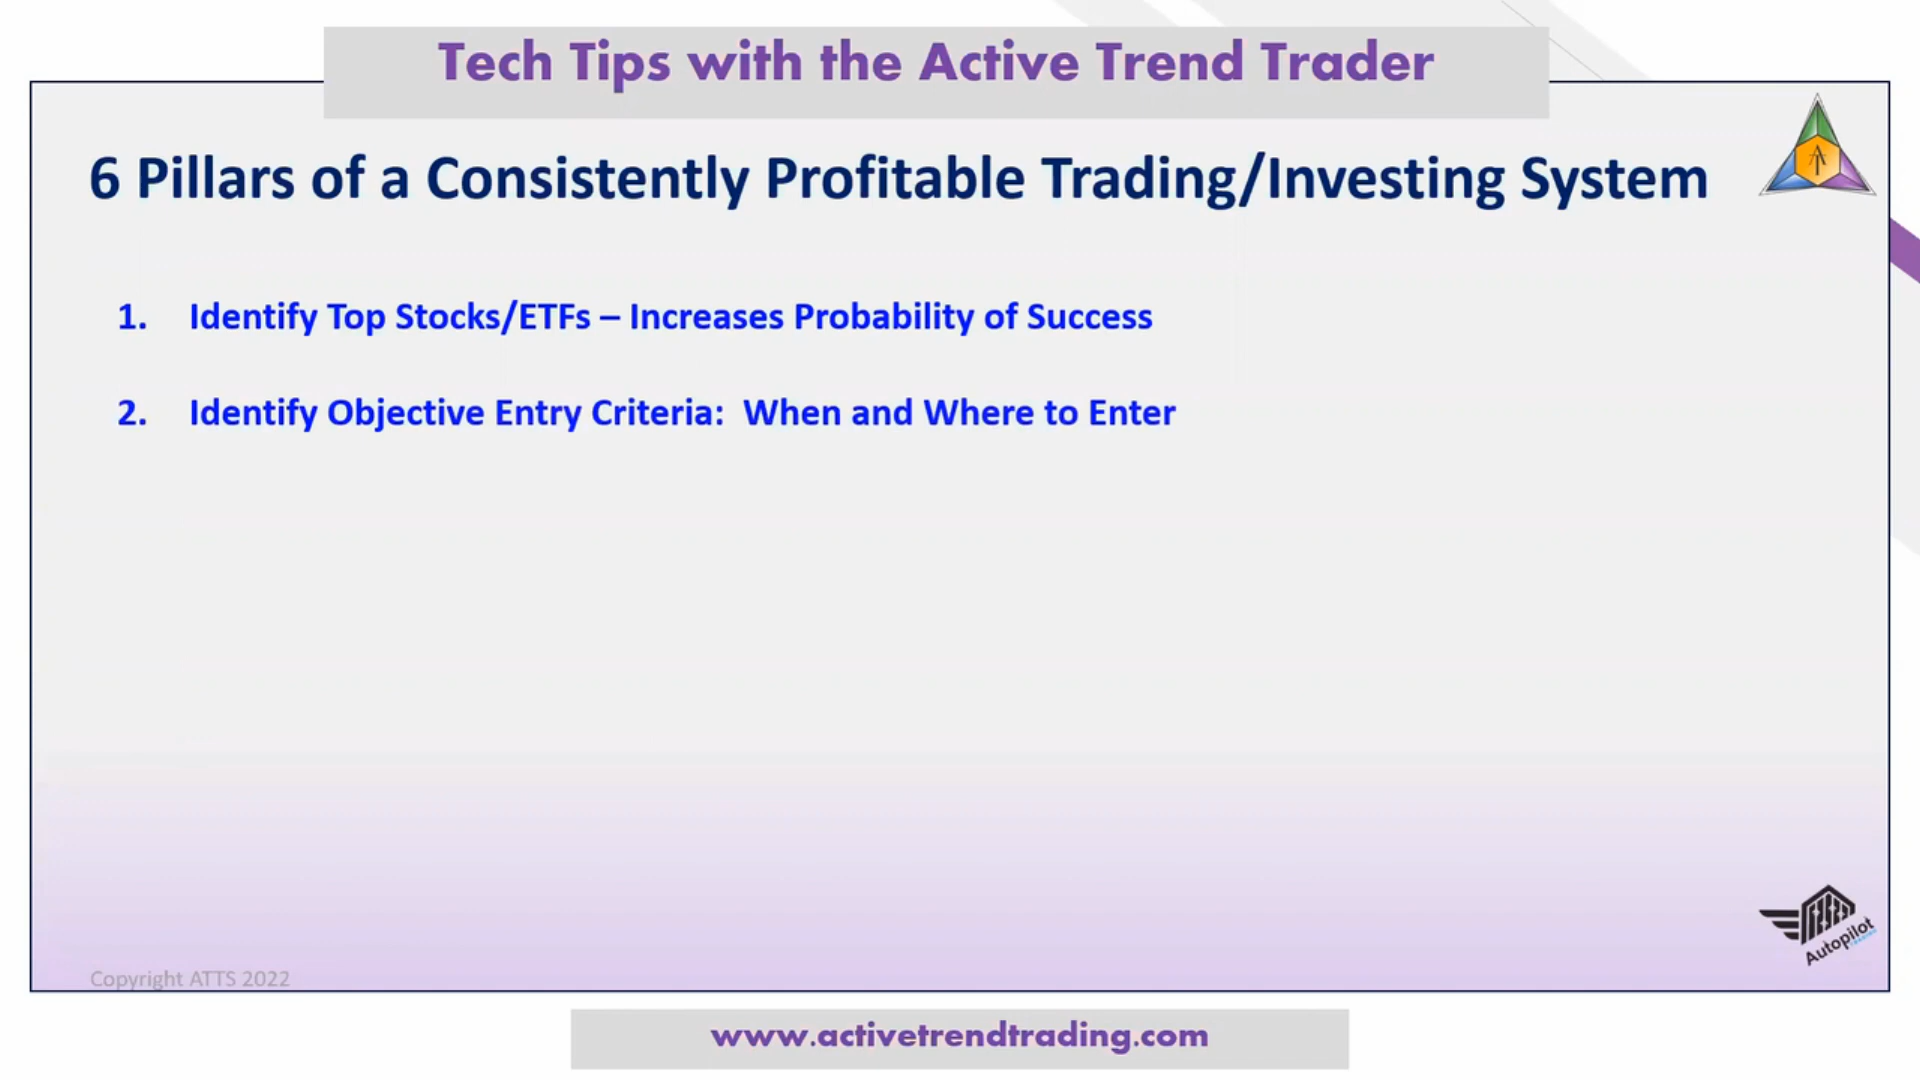 Tech Tips with the Active Trend Trader
6 Pillars of a Consistently Profitable Trading/Investing System
1. Identify Top Stocks/ETFs – Increases Probability of Success
2. Identify Objective Entry Criteria:  When and Where to Enter
Autopilot
Copyright ATTS 2022
www.activetrendtrading.com